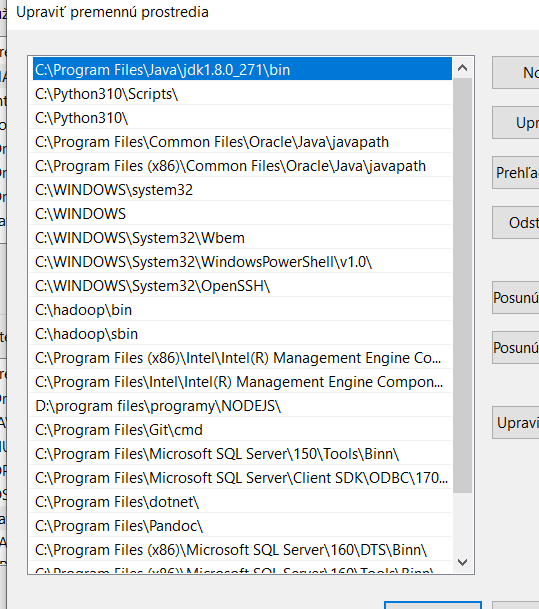 Upraviť premennú prostredia
C:\Program Files\Java\jdk1.8.0_271\bin
C:\Python310\Scripts\
C:\Python310\
C:\Program Files\Common Files\Oracle\Java\javapath
C:\Program Files (x86)\Common Files\Oracle\Java\javapath
C:\WINDOWS\system32
C:\WINDOWS
C:\WINDOWS\System32\Wbem
C:\WINDOWS\System32\WindowsPowerShell\v1.0\
C:\WINDOWS\System32\OpenSSH\
C:\hadoop\bin
C:\hadoop\sbin
C:\Program Files (x86)\Intel\Intel(R) Management Engine Co...
C:\Program Files\Intel\Intel(R) Management Engine Compon...
D:\program files\programy\NODEJS\
C:\Program Files\Git\cmd
C:\Program Files\Microsoft SQL Server\150\Tools\Binn\
C:\Program Files\Microsoft SQL Server\Client SDK\ODBC\170...
C:\Program Files\dotnet\
C:\Program Files\Pandoc\
C:\Program Files (x86)\Microsoft SQL Server\160\DTS\Binn\
C:\Program Files (x86)\Microsoft SQL Server\160\Tools\Binn\
No
Upr
Prehľa
Odst
Posunú
Posunú
Upravi